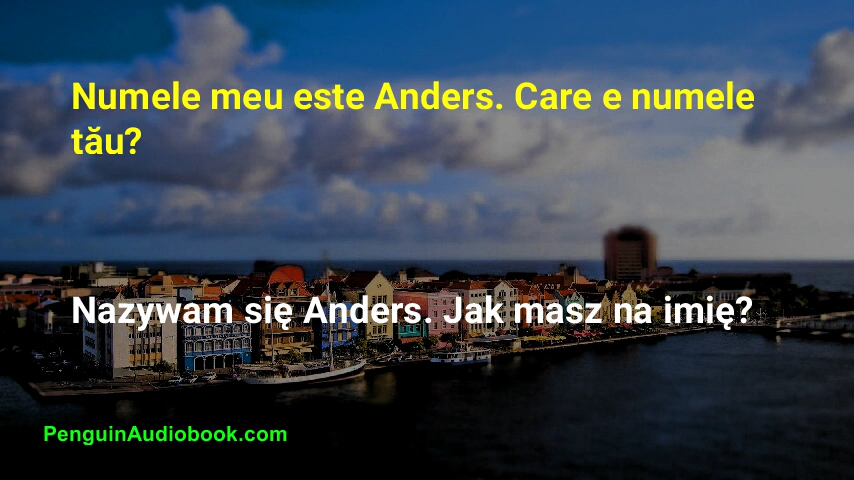 Numele meu este Anders. Care e numele
tău?
Nazywam się Anders. Jak masz na imię?
PenguinAudiobook.com